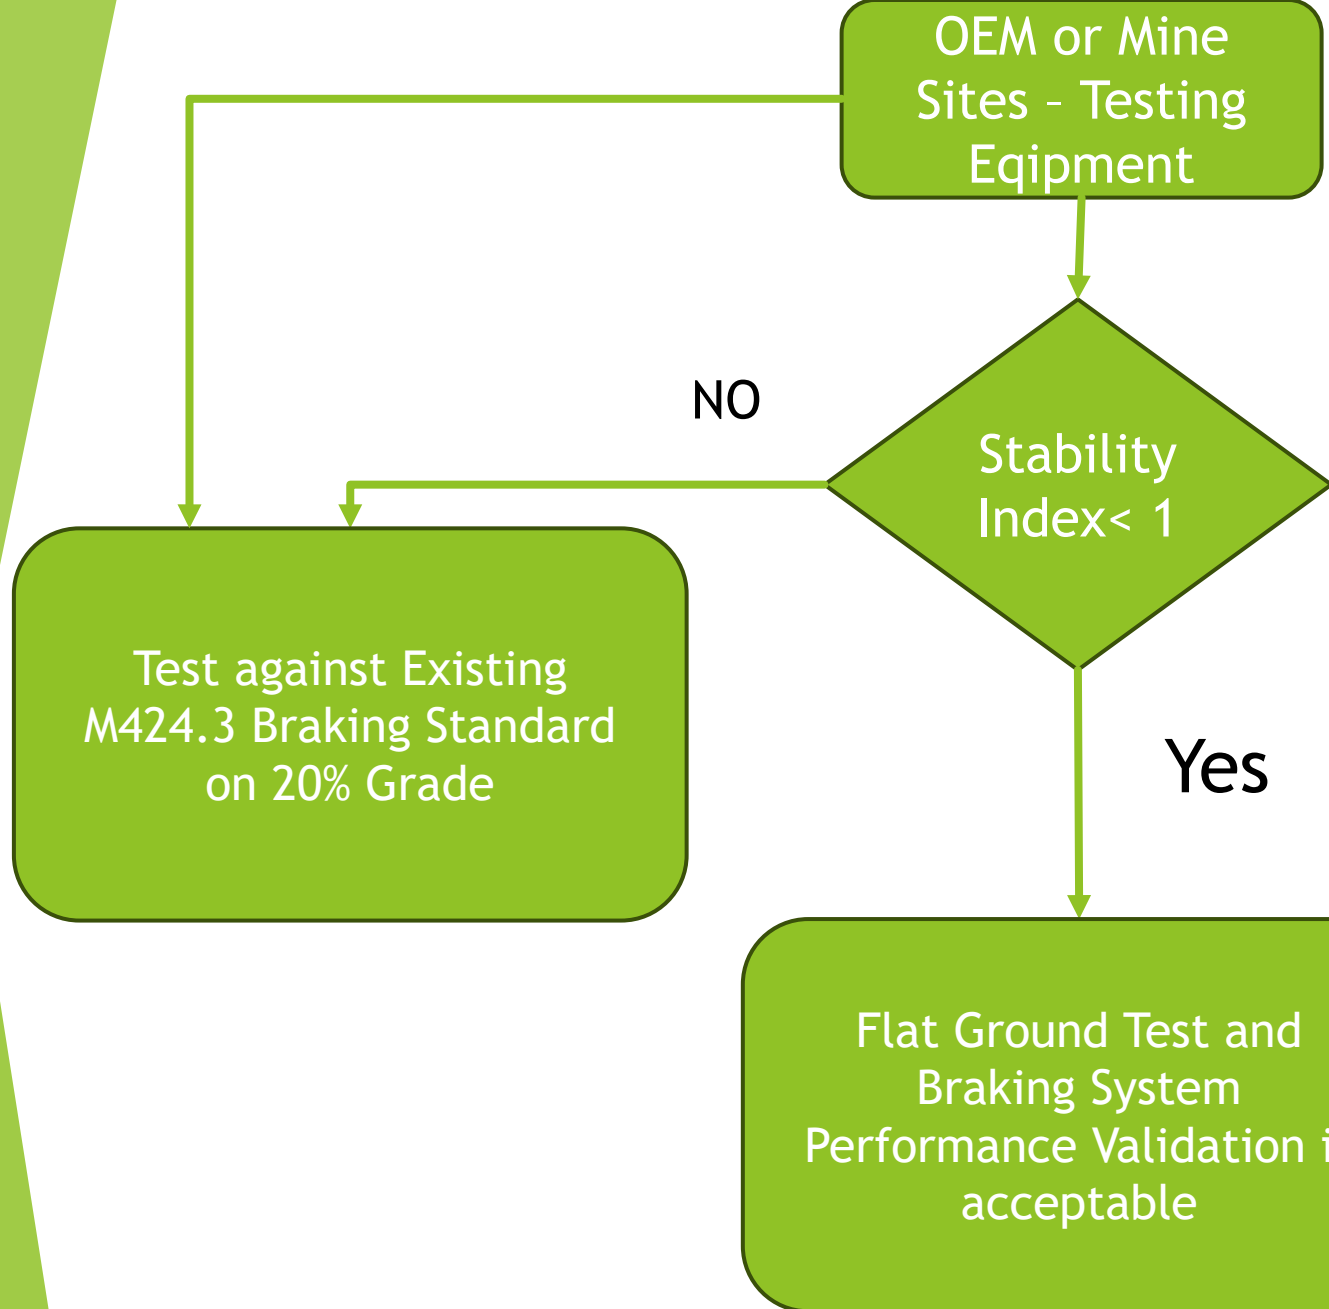 OEM or Mine
Sites – Testing
Eqipment
NO
Stability
Index< 1
Test against Existing
M424.3 Braking Standard
on 20% Grade
Yes
Flat Ground Test and
Braking System
Performance Validation
acceptable